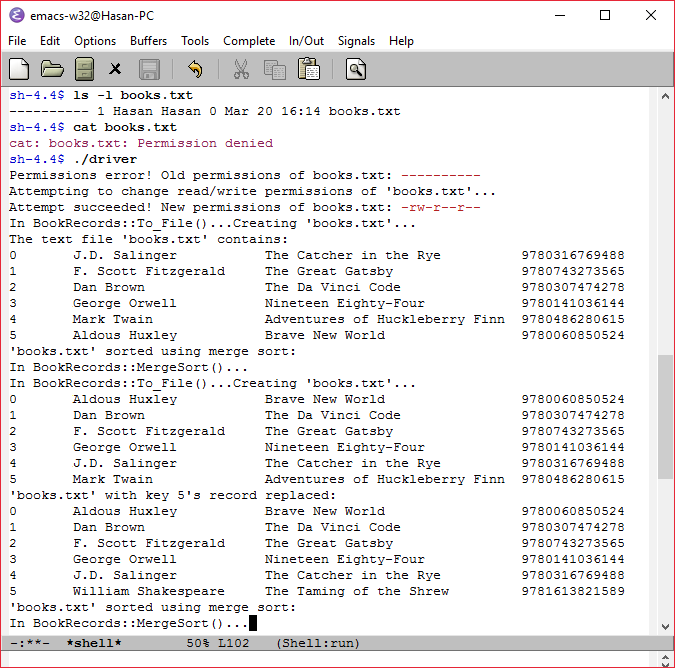 emacs-w32@Hasan-PC
File Edit Options Buffers Tools Complete In/Out Signals Help
sh-4.4$ ls -l books.txt
---------- 1 Hasan Hasan 0 Mar 20 16:14 books.txt
sh-4.4$ cat books.txt
cat: books.txt: Permission denied
sh-4.4$ ./driver
Permissions error! Old permissions of books.txt: ----------
Attempting to change read/write permissions of 'books.txt'...
Attempt succeeded! New permissions of books.txt: -rw-r--r--
In BookRecords::To_File()...Creating 'books.txt'...
The text file 'books.txt' contains:
0 J.D. Salinger The Catcher in the Rye 9780316769488
1 F. Scott Fitzgerald The Great Gatsby 9780743273565
2 Dan Brown The Da Vinci Code 9780307474278
3 George Orwell Nineteen Eighty-Four 9780141036144
4 Mark Twain Adventures of Huckleberry Finn 9780486280615
5 Aldous Huxley Brave New World 9780060850524
'books.txt' sorted using merge sort:
In BookRecords::MergeSort()...
In BookRecords::To_File()...Creating 'books.txt'...
0 Aldous Huxley Brave New World 9780060850524
1 Dan Brown The Da Vinci Code 9780307474278
2 F. Scott Fitzgerald The Great Gatsby 9780743273565
3 George Orwell Nineteen Eighty-Four 9780141036144
4 J.D. Salinger The Catcher in the Rye 9780316769488
5 Mark Twain Adventures of Huckleberry Finn 9780486280615
'books.txt' with key 5's record replaced:
0 Aldous Huxley Brave New World 9780060850524
1 Dan Brown The Da Vinci Code 9780307474278
2 F. Scott Fitzgerald The Great Gatsby 9780743273565
3 George Orwell Nineteen Eighty-Four 9780141036144
4 J.D. Salinger The Catcher in the Rye 9780316769488
5 William Shakespeare The Taming of the Shrew 9781613821589
'books.txt' sorted using merge sort:
In BookRecords::MergeSort()...
-:**- *shell* 50% L102 (Shell:run)